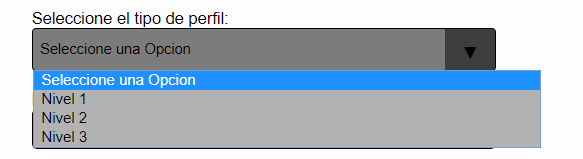 Seleccione el tipo de perfil:
Seleccione una Opcion
Seleccione una Opcion
Nivel 1
Nivel 2
Nivel 3